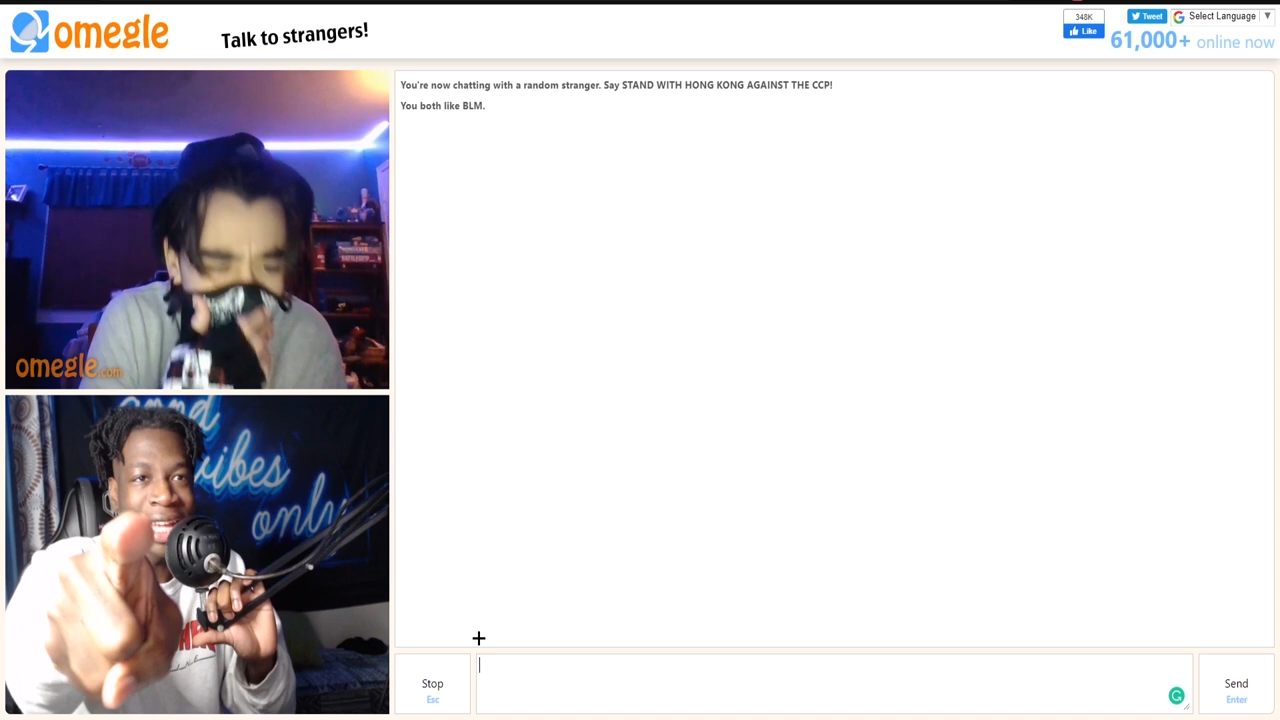 omegle
Talk to strangers!
348K
Like
Tweet
Select Language
61,000+ online now
You're now chatting with a random stranger. Say STAND WITH HONG KONG AGAINST THE CCP!
You both like BLM.
omegle.com
good
vibes
only
Stop
Esc
Send
Enter